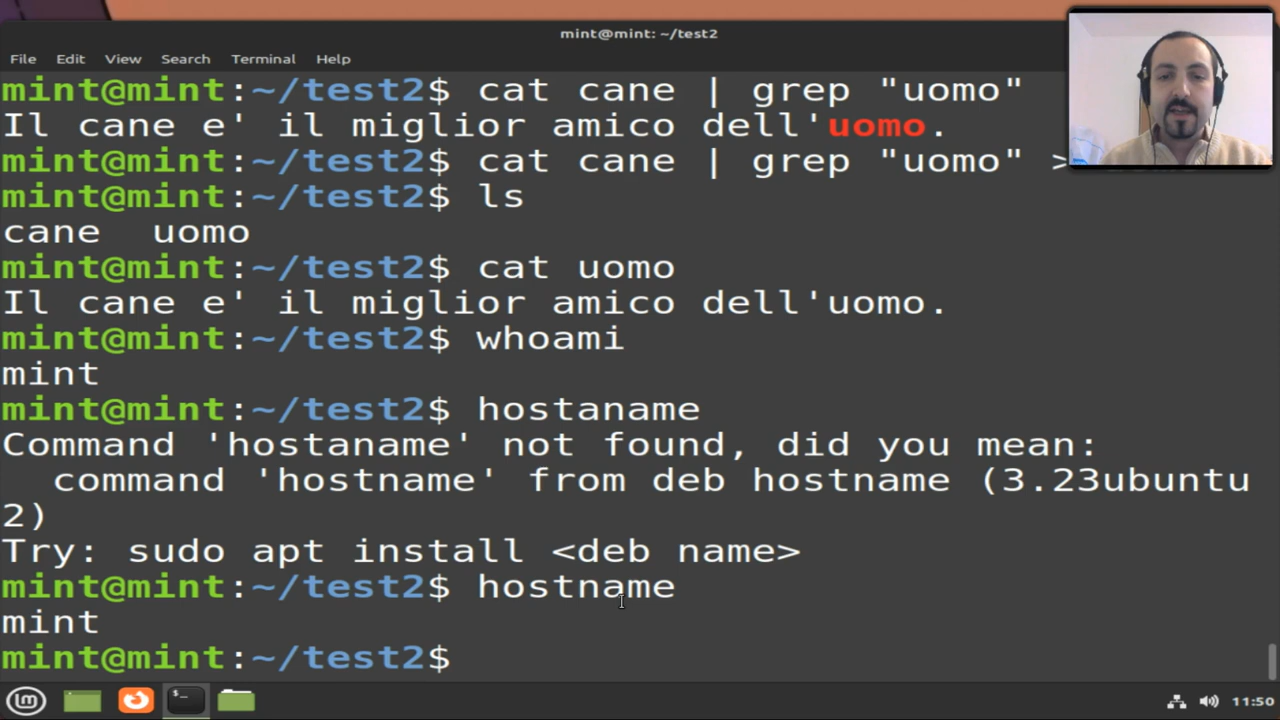 mint@mint: ~/test2
File Edit View Search Terminal Help
mint@mint:~/test2$ cat cane | grep "uomo"
Il cane e' il miglior amico dell'uomo.
mint@mint:~/test2$ cat cane | grep "uomo" >
mint@mint:~/test2$ ls
cane uomo
mint@mint:~/test2$ cat uomo
Il cane e' il miglior amico dell'uomo.
mint@mint:~/test2$ whoami
mint
mint@mint:~/test2$ hostaname
Command 'hostaname' not found, did you mean:
command 'hostname' from deb hostname (3.23ubuntu
2)
Try: sudo apt install <deb name>
mint@mint:~/test2$ hostname
mint
mint@mint:~/test2$
11:50